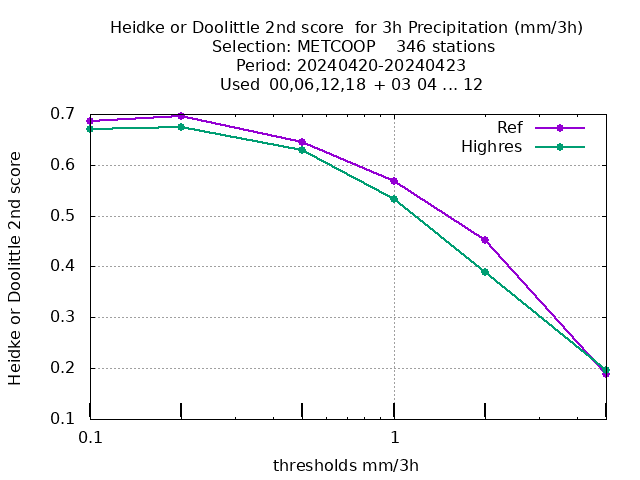 Heidke or Doolittle 2nd score  for 3h Precipitation (mm/3h)
Selection: METCOOP    346 stations
Period: 20240420-20240423
Used  00,06,12,18  + 03 04 ... 12
Ref
Highres
0.7
0.6
0.5
0.4
0.3
0.2
0.1
Heidke or Doolittle 2nd score
0.1
1
thresholds mm/3h